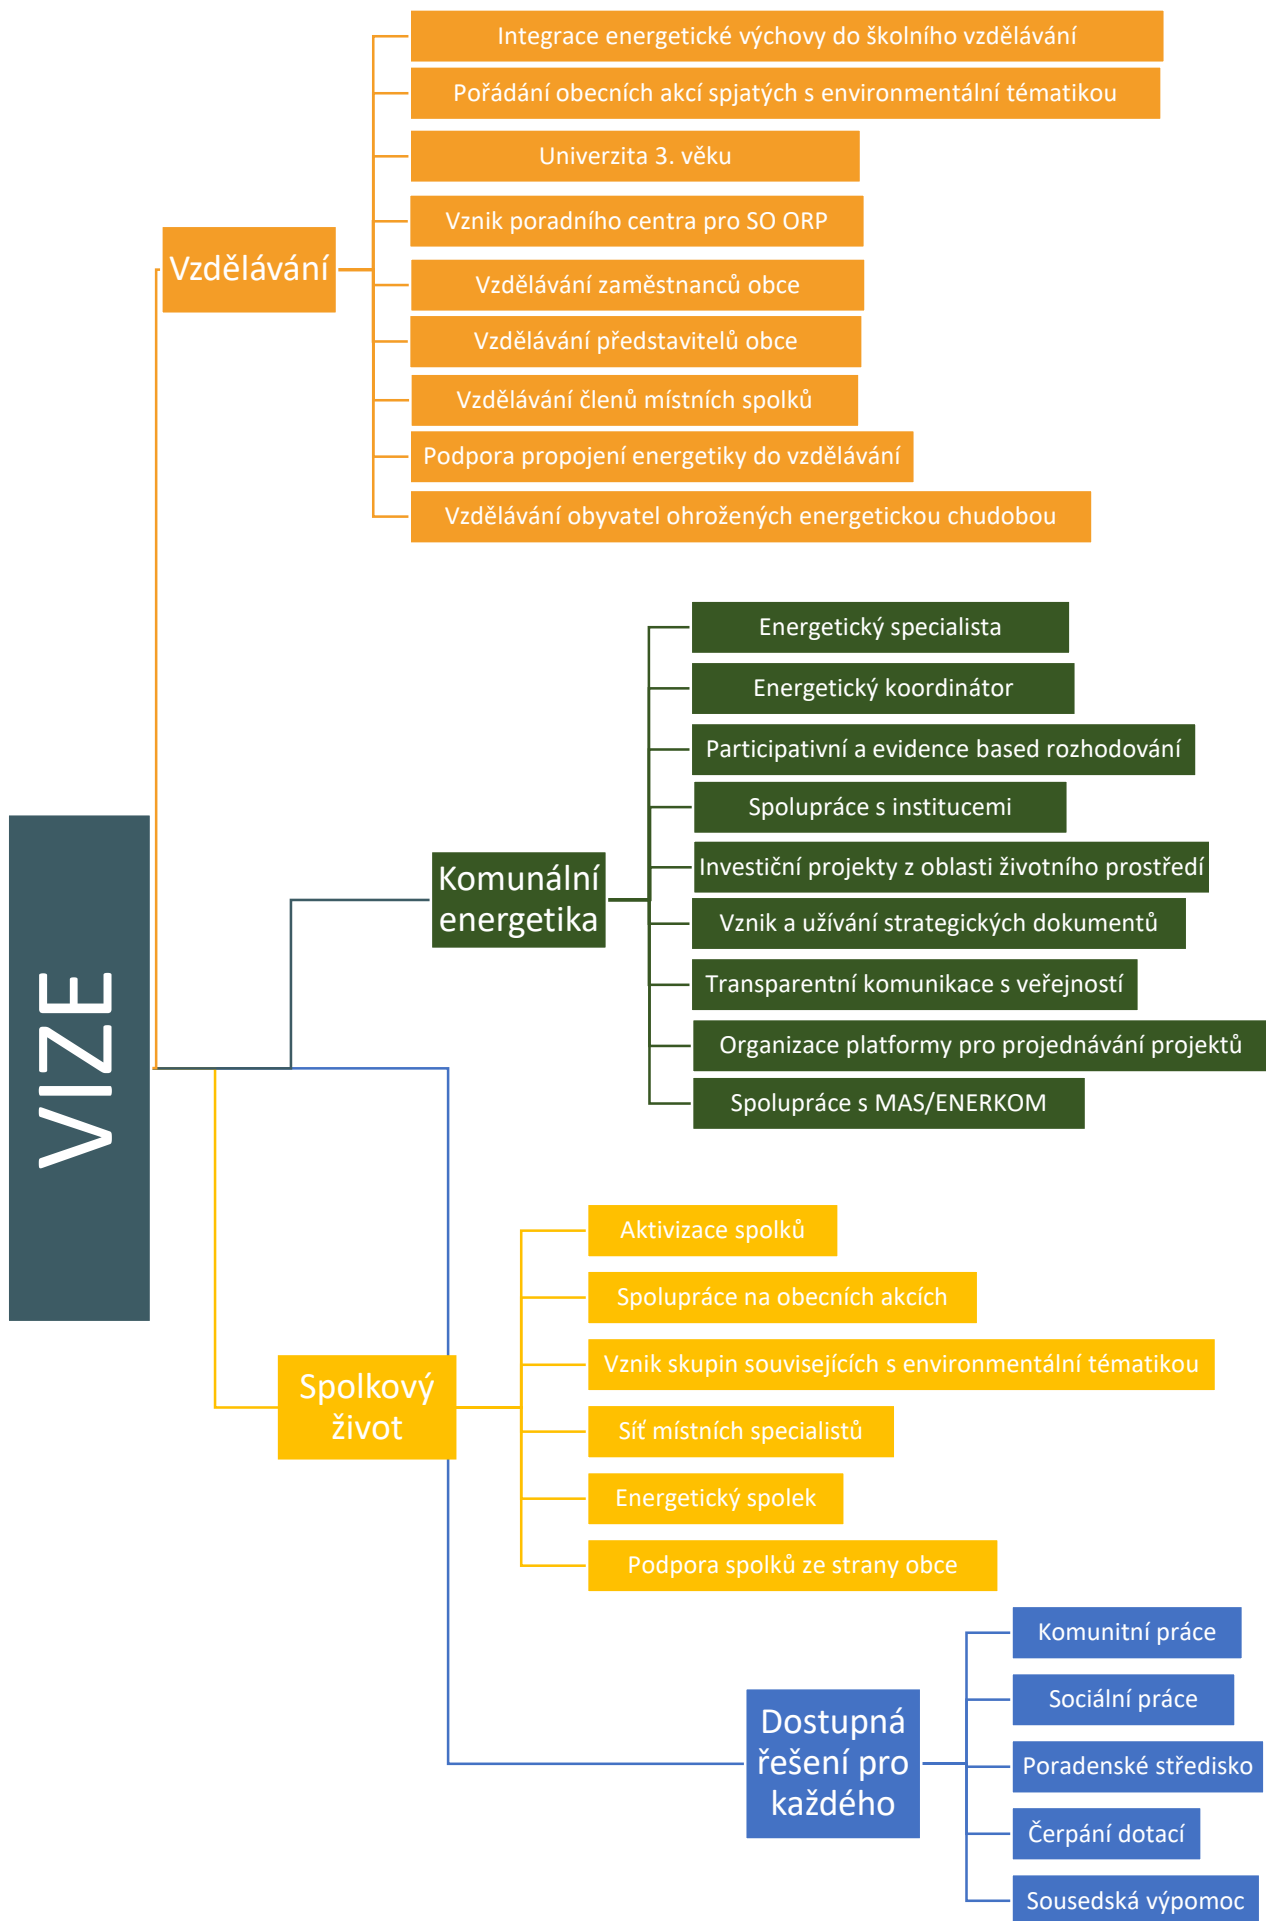 Integrace energetické výchovy do školního vzdělávání
Pořádání obecních akcí spjatých s environmentální tématikou
Univerzita 3. věku
Vznik poradního centra pro SO ORP
Vzdělávání
Vzdělávání zaměstnanců obce
Vzdělávání představitelů obce
Vzdělávání členů místních spolků
Podpora propojení energetiky do vzdělávání
Vzdělávání obyvatel ohrožených energetickou chudobou
Energetický specialista
Energetický koordinátor
Participativní a evidence based rozhodování
Spolupráce s institucemi
Investiční projekty z oblasti životního prostředí
Komunální
energetika
Vznik a užívání strategických dokumentů
Transparentní komunikace s veřejností
Organizace platformy pro projednávání projektů
Spolupráce s MAS/ENERKOM
VIZE
Aktivizace spolků
Spolupráce na obecních akcích
Vznik skupin souvisejících s environmentální tématikou
Spolkový
život
Síť místních specialistů
Energetický spolek
Podpora spolků ze strany obce
Komunitní práce
Sociální práce
Dostupná
řešení pro
každého
Poradenské středisko
Čerpání dotací
Sousedská výpomoc